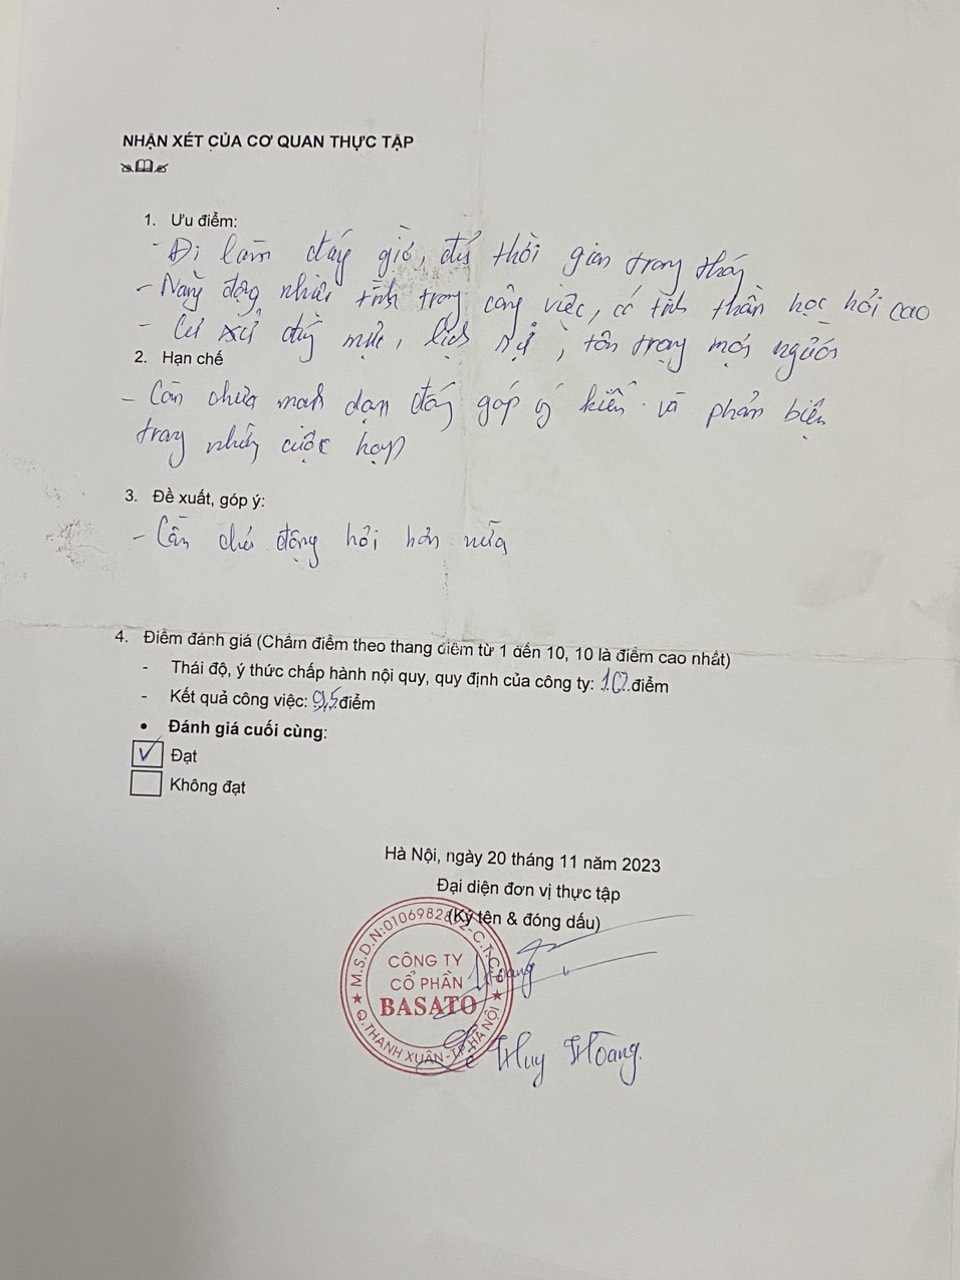 NHẬN XÉT CỦA CƠ QUAN THỰC TẬP
1. Ưu điểm:
- Đi làm đúng giờ, đủ thời gian trong tháng
- Năng động nhiệt tình trong công việc, có tinh thần học hỏi cao
- Cư xử đúng mực, lịch sự, tôn trọng mọi người
2. Hạn chế
- Còn chưa mạnh dạn đóng góp ý kiến và phản biện
trong những cuộc họp
3. Đề xuất, góp ý:
- Cần chủ động hỏi hơn nữa
4. Điểm đánh giá (Chấm điểm theo thang điểm từ 1 đến 10, 10 là điểm cao nhất)
- Thái độ, ý thức chấp hành nội quy, quy định của công ty: 10 điểm
- Kết quả công việc: 9,5 điểm
• Đánh giá cuối cùng:
Đạt
Không đạt
Hà Nội, ngày 20 tháng 11 năm 2023
Đại diện đơn vị thực tập
(Ký tên & đóng dấu)
M.S.D.N:0106982 C.T.C.P
CÔNG TY
CỔ PHẦN
BASATO
Q.THANH XUÂN-TP.HÀ NỘI
Hoang
Lê Huy Hoàng.